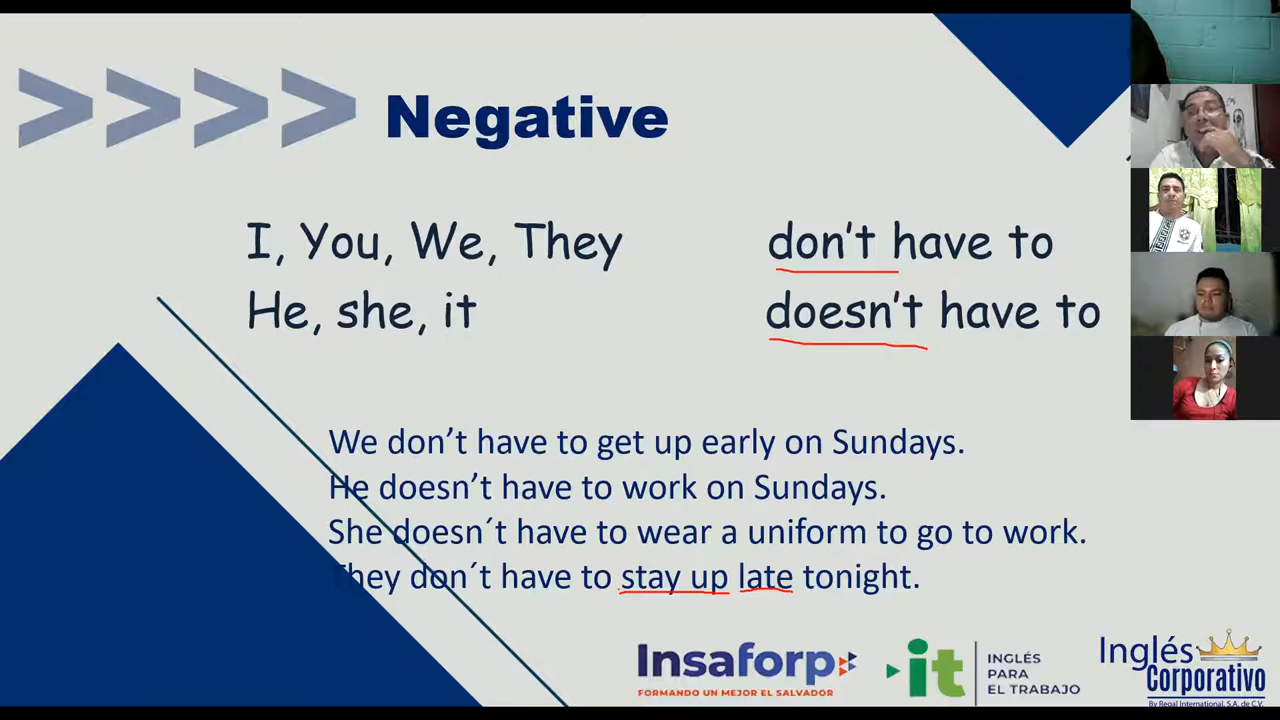 Negative
I, You, We, They don't have to
He, she, it doesn't have to
We don't have to get up early on Sundays.
He doesn't have to work on Sundays.
She doesn´t have to wear a uniform to go to work.
They don´t have to stay up late tonight.
Insaforp
FORMANDO UN MEJOR EL SALVADOR
it
INGLÉS
PARA
EL TRABAJO
Inglés
Corporativo
By Regal International, S.A. de C.V.